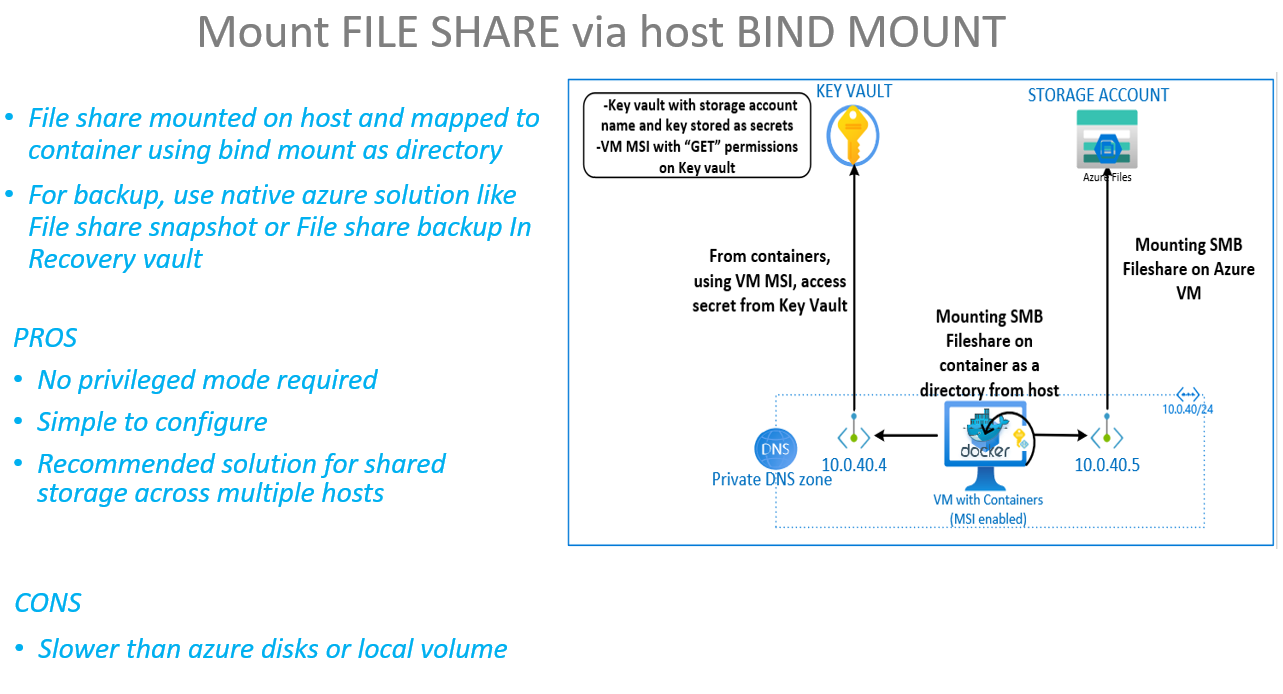 Mount FILE SHARE via host BIND MOUNT
• File share mounted on host and mapped to
container using bind mount as directory
• For backup, use native azure solution like
File share snapshot or File share backup In
Recovery vault
PROS
• No privileged mode required
• Simple to configure
• Recommended solution for shared
storage across multiple hosts
CONS
• Slower than azure disks or local volume
-Key vault with storage account
name and key stored as secrets
-VM MSI with “GET” permissions
on Key vault
KEY VAULT
STORAGE ACCOUNT
Azure Files
From containers,
using VM MSI, access
secret from Key Vault
Mounting SMB
Fileshare on Azure
VM
Mounting SMB
Fileshare on
container as a
directory from host
10.0.40/24
DNS
Private DNS zone
10.0.40.4
docker
10.0.40.5
VM with Containers
(MSI enabled)